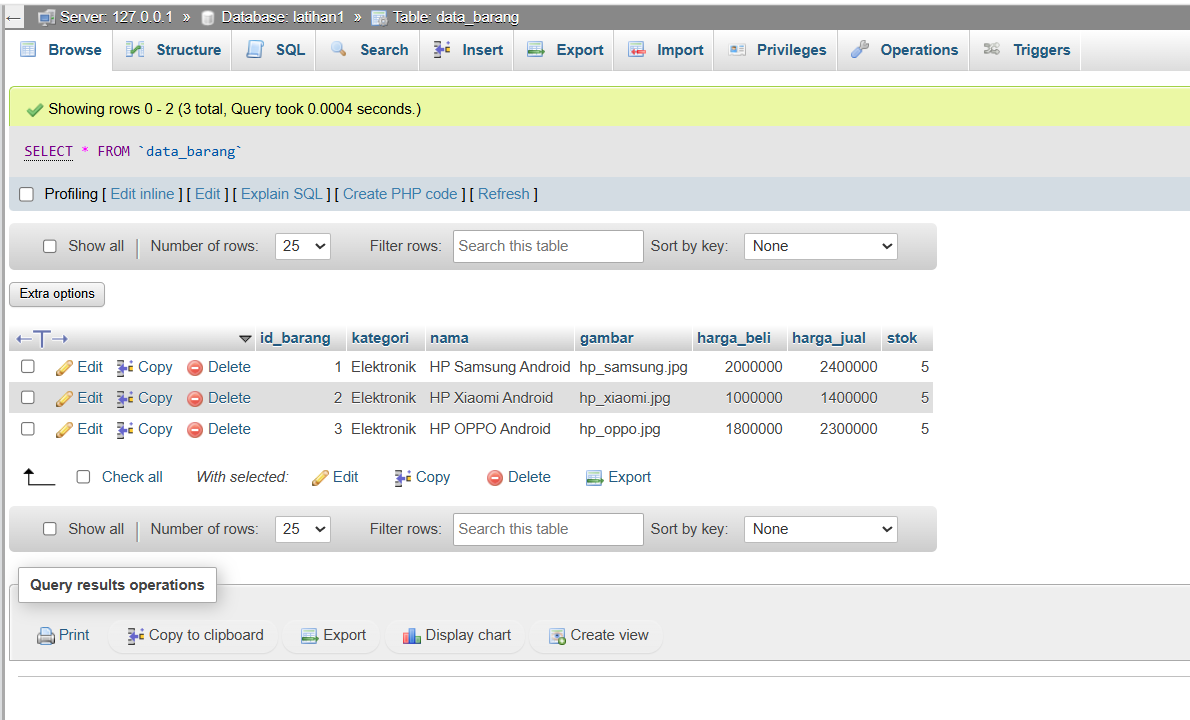 Server: 127.0.0.1 » Database: latihan1 » Table: data_barang
Browse Structure SQL Search Insert Export Import Privileges Operations Triggers
Showing rows 0 - 2 (3 total, Query took 0.0004 seconds.)
SELECT * FROM `data_barang`
Profiling [ Edit inline ] [ Edit ] [ Explain SQL ] [ Create PHP code ] [ Refresh ]
Show all | Number of rows: 25 Filter rows: Search this table Sort by key: None
Extra options
←T→ id_barang kategori nama gambar harga_beli harga_jual stok
Edit Copy Delete 1 Elektronik HP Samsung Android hp_samsung.jpg 2000000 2400000 5
Edit Copy Delete 2 Elektronik HP Xiaomi Android hp_xiaomi.jpg 1000000 1400000 5
Edit Copy Delete 3 Elektronik HP OPPO Android hp_oppo.jpg 1800000 2300000 5
Check all With selected: Edit Copy Delete Export
Show all | Number of rows: 25 Filter rows: Search this table Sort by key: None
Query results operations
Print Copy to clipboard Export Display chart Create view